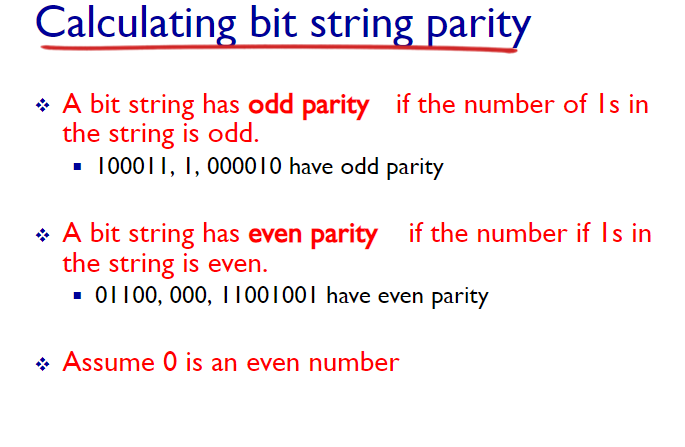 Calculating bit string parity
A bit string has odd parity if the number of 1s in
the string is odd.
100011, 1, 000010 have odd parity
A bit string has even parity if the number if 1s in
the string is even.
01100, 000, 11001001 have even parity
Assume 0 is an even number